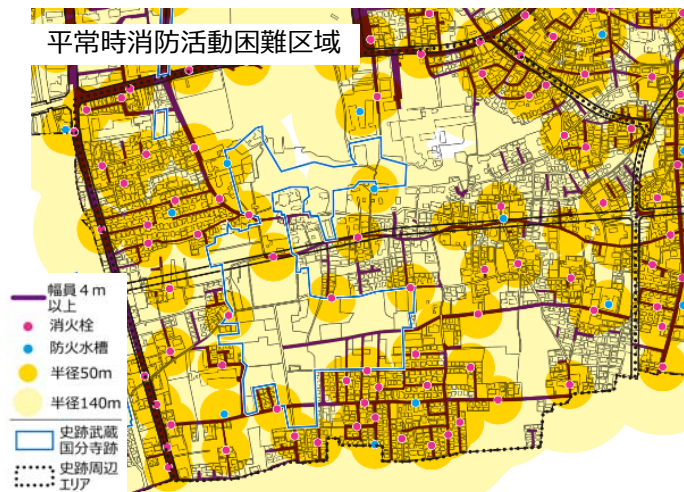 平常時消防活動困難区域
幅員４ｍ
以上
消火栓
防火水槽
半径50m
半径140m
史跡武蔵
国分寺跡
史跡周辺
エリア